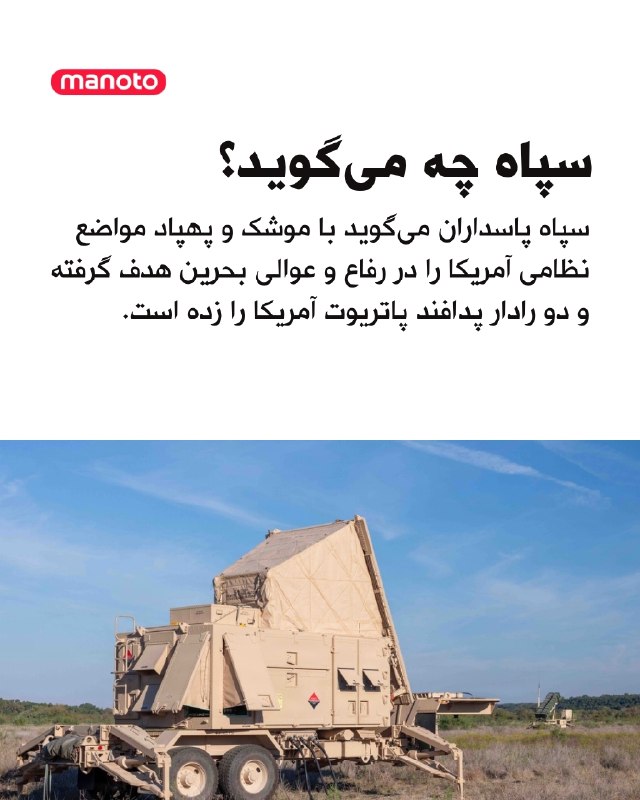 manoto
سپاه چه می‌گوید؟
سپاه پاسداران می‌گوید با موشک و پهپاد مواضع
نظامی آمریکا را در رفاع و عوالی بحرین هدف گرفته
و دو رادار پدافند پاتریوت آمریکا را زده است.